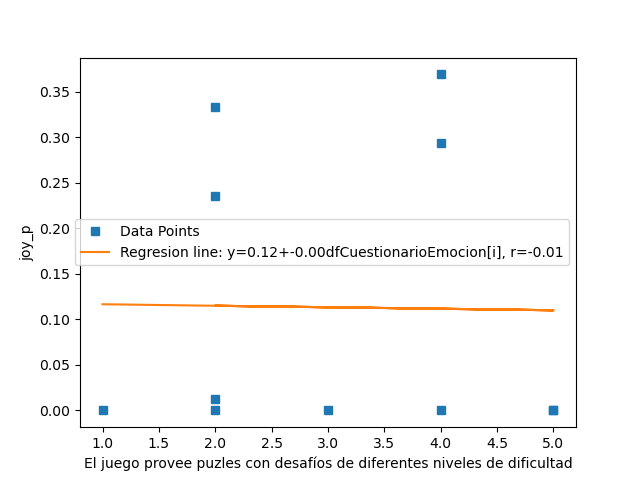 0.35
0.30
0.25
0.20
0.15
0.10
0.05
0.00
joy_p
Data Points
Regresion line: y=0.12+-0.00dfCuestionarioEmocion[i], r=-0.01
1.0 1.5 2.0 2.5 3.0 3.5 4.0 4.5 5.0
El juego provee puzles con desafíos de diferentes niveles de dificultad